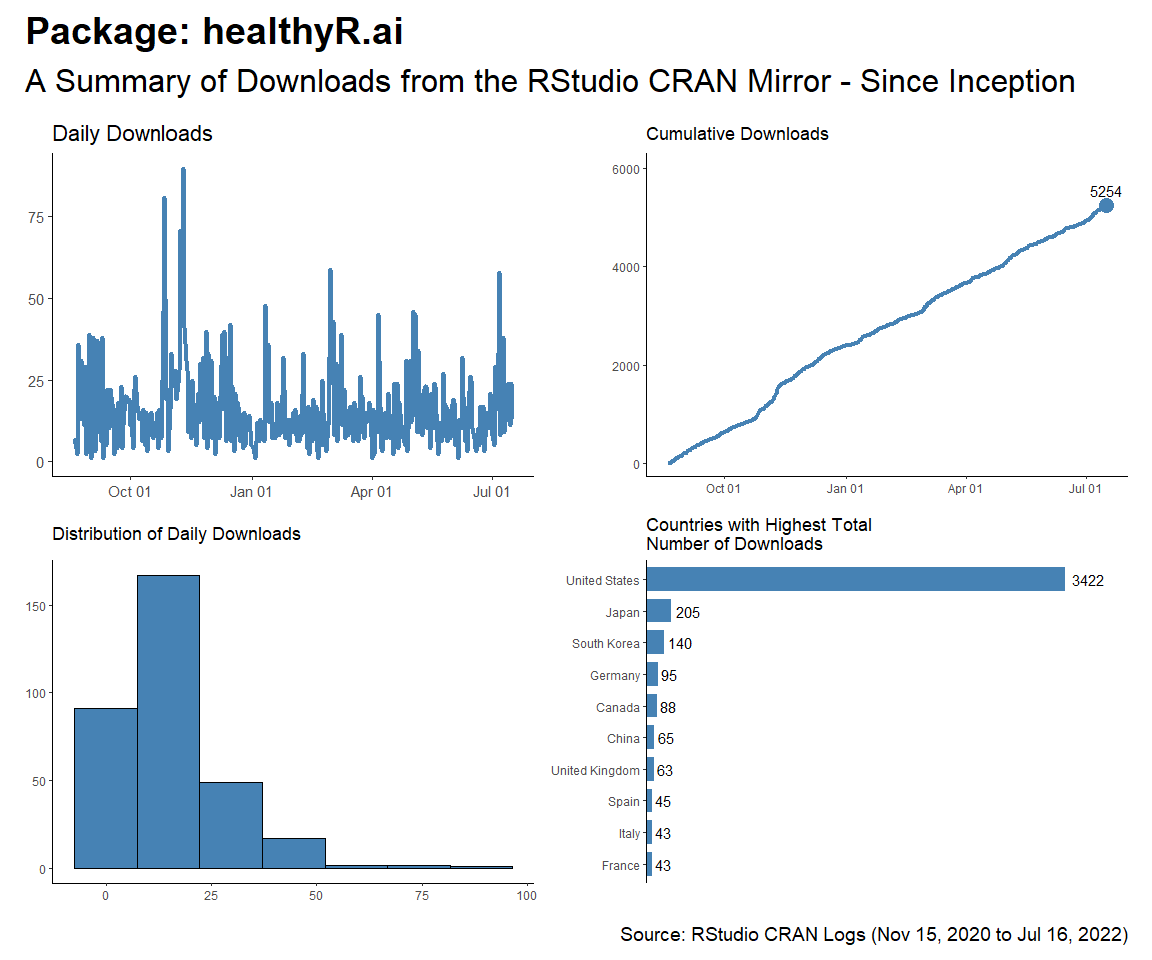 Package: healthyR.ai
A Summary of Downloads from the RStudio CRAN Mirror - Since Inception
Daily Downloads
75
50
25
0
Oct 01
Jan 01
Apr 01
Jul 01
Cumulative Downloads
6000
4000
2000
0
5254
Oct 01
Jan 01
Apr 01
Jul 01
Distribution of Daily Downloads
150
100
50
0
0
25
50
75
100
Countries with Highest Total
Number of Downloads
United States 3422
Japan 205
South Korea 140
Germany 95
Canada 88
China 65
United Kingdom 63
Spain 45
Italy 43
France 43
Source: RStudio CRAN Logs (Nov 15, 2020 to Jul 16, 2022)